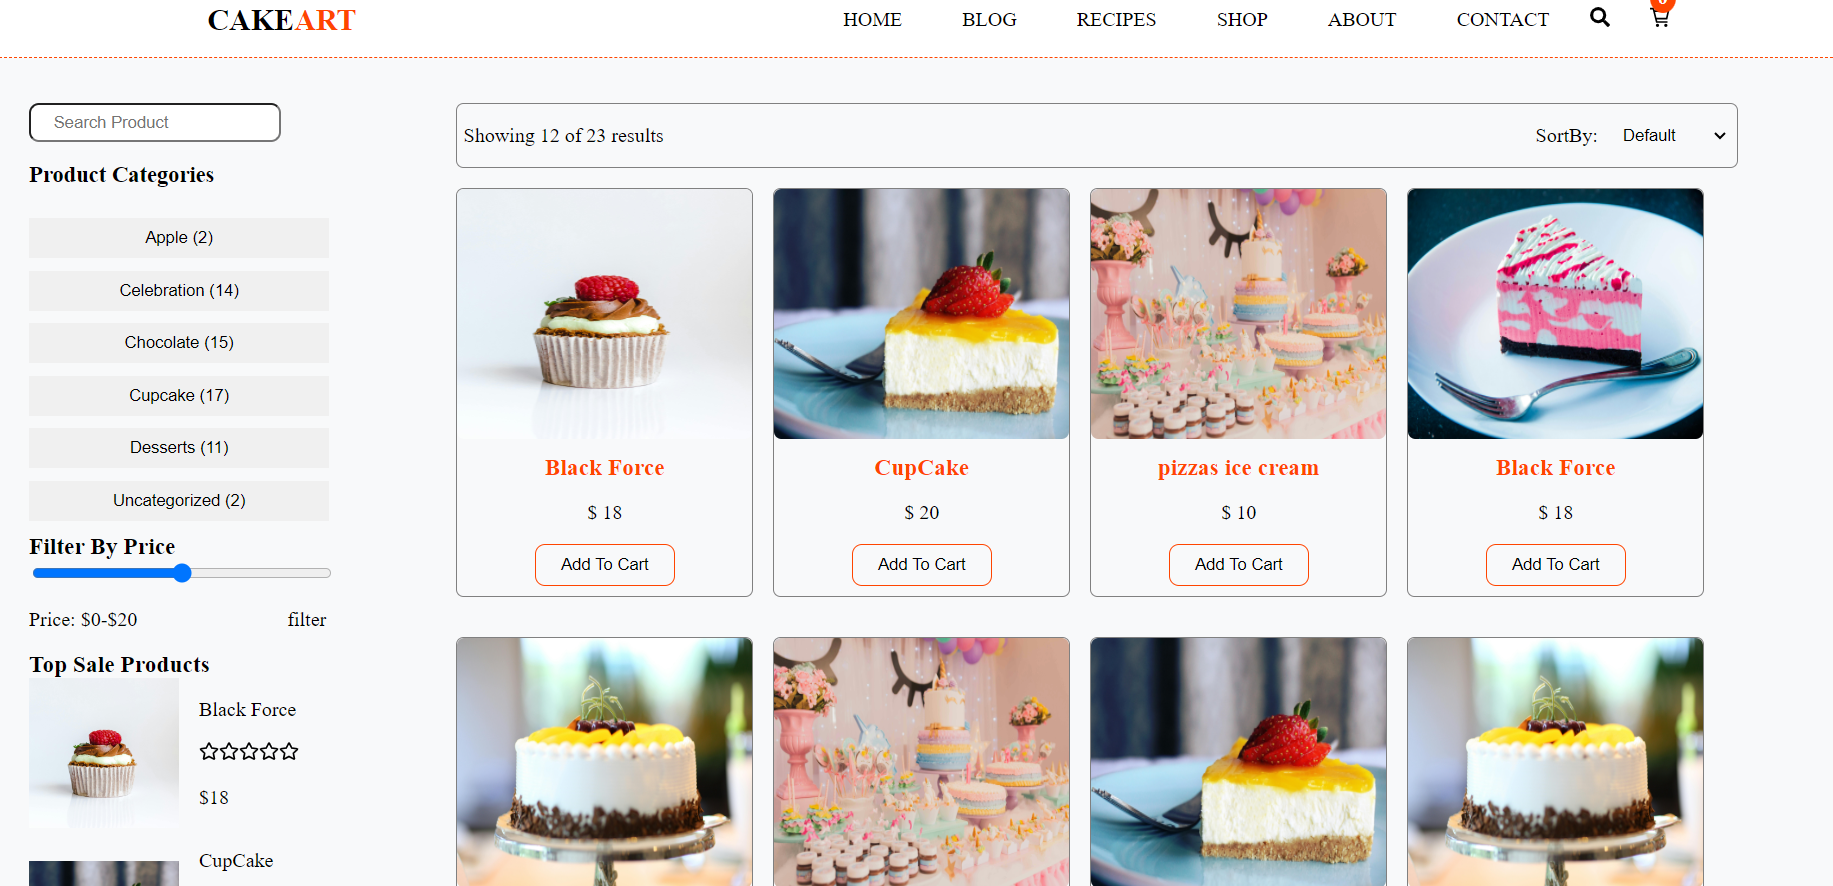 CAKEART
HOME BLOG RECIPES SHOP ABOUT CONTACT
0
Search Product
Product Categories
Apple (2)
Celebration (14)
Chocolate (15)
Cupcake (17)
Desserts (11)
Uncategorized (2)
Filter By Price
Price: $0-$20 filter
Top Sale Products
Black Force
$18
CupCake
Showing 12 of 23 results SortBy: Default
Black Force
$ 18
Add To Cart
CupCake
$ 20
Add To Cart
pizzas ice cream
$ 10
Add To Cart
Black Force
$ 18
Add To Cart